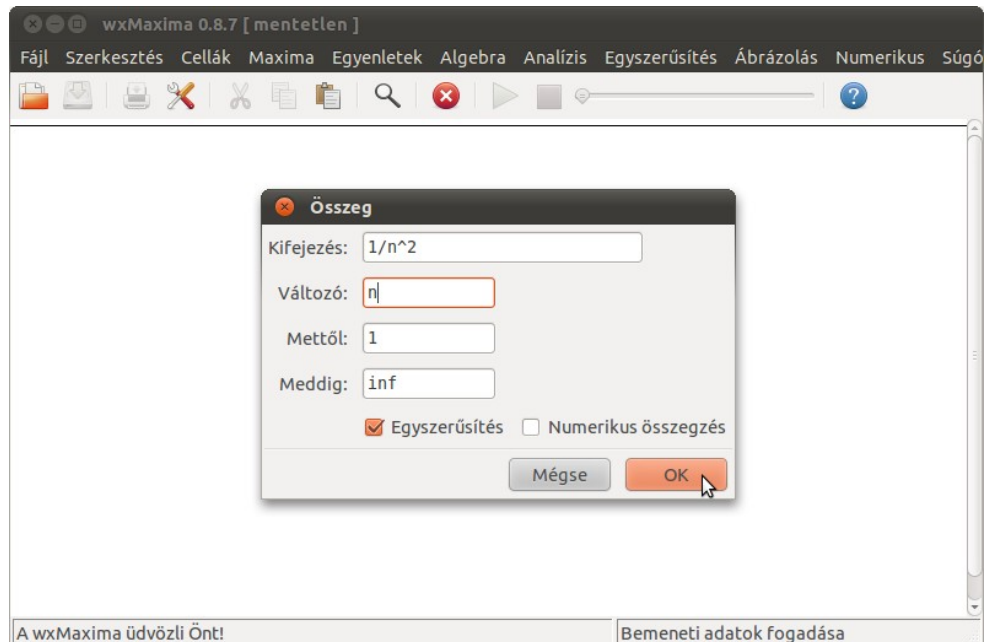 wxMaxima 0.8.7 [ mentetlen ]
Fájl Szerkesztés Cellák Maxima Egyenletek Algebra Analízis Egyszerűsítés Ábrázolás Numerikus Súgó
Összeg
Kifejezés: 1/n^2
Változó: n
Mettől: 1
Meddig: inf
Egyszerűsítés Numerikus összegzés
Mégse OK
A wxMaxima üdvözli Önt! Bemeneti adatok fogadása